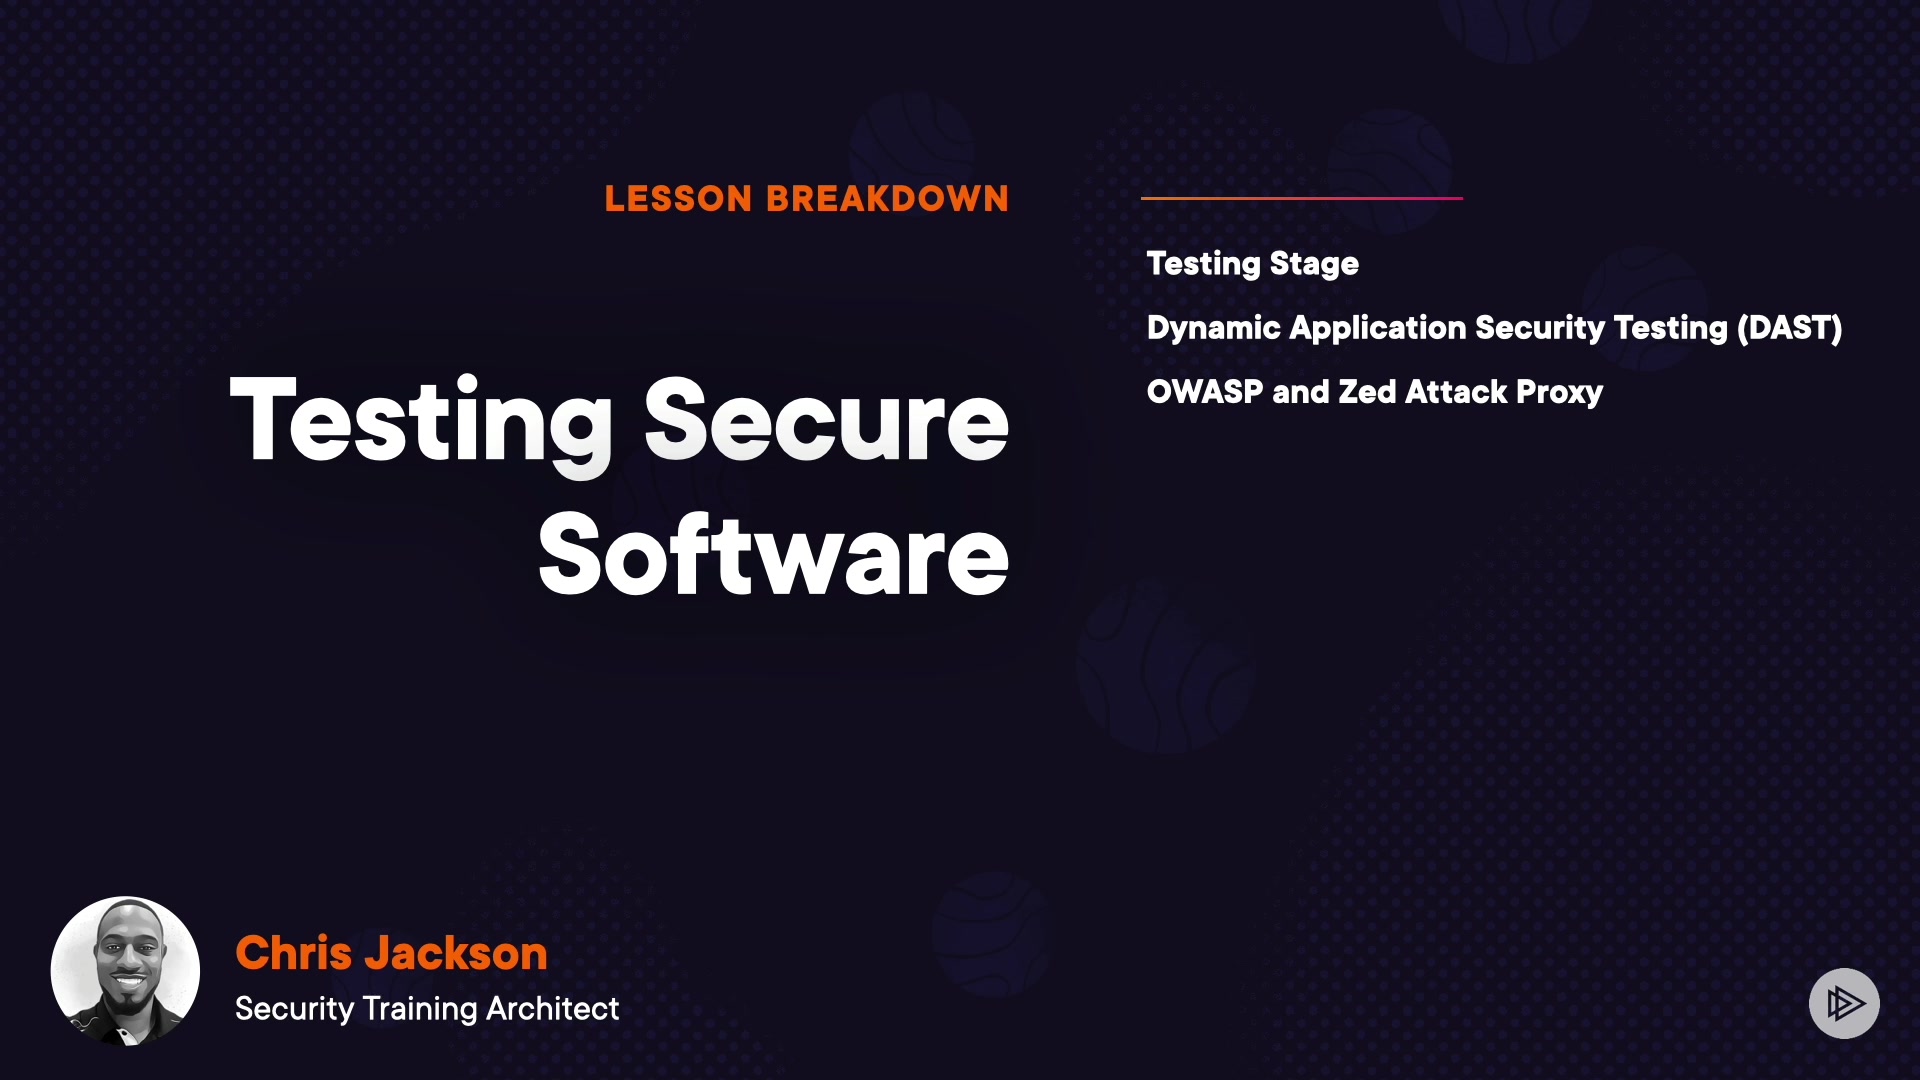 LESSON BREAKDOWN
Testing Secure
Software
Testing Stage
Dynamic Application Security Testing (DAST)
OWASP and Zed Attack Proxy
Chris Jackson
Security Training Architect